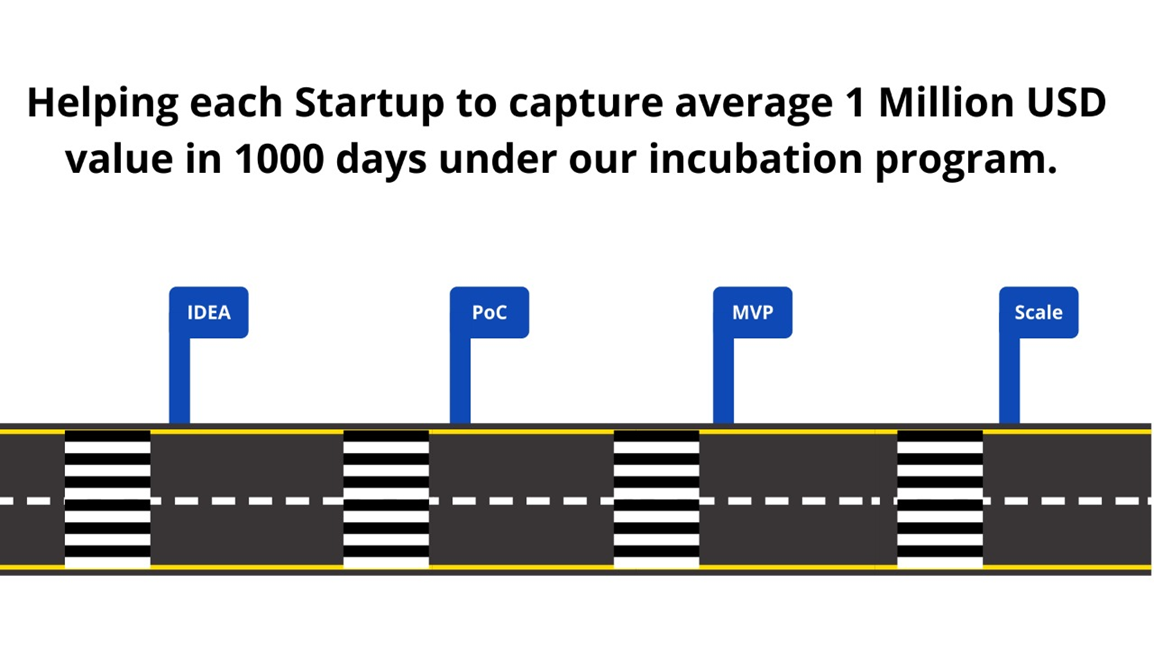 Helping each Startup to capture average 1 Million USD
value in 1000 days under our incubation program.
IDEA
PoC
MVP
Scale